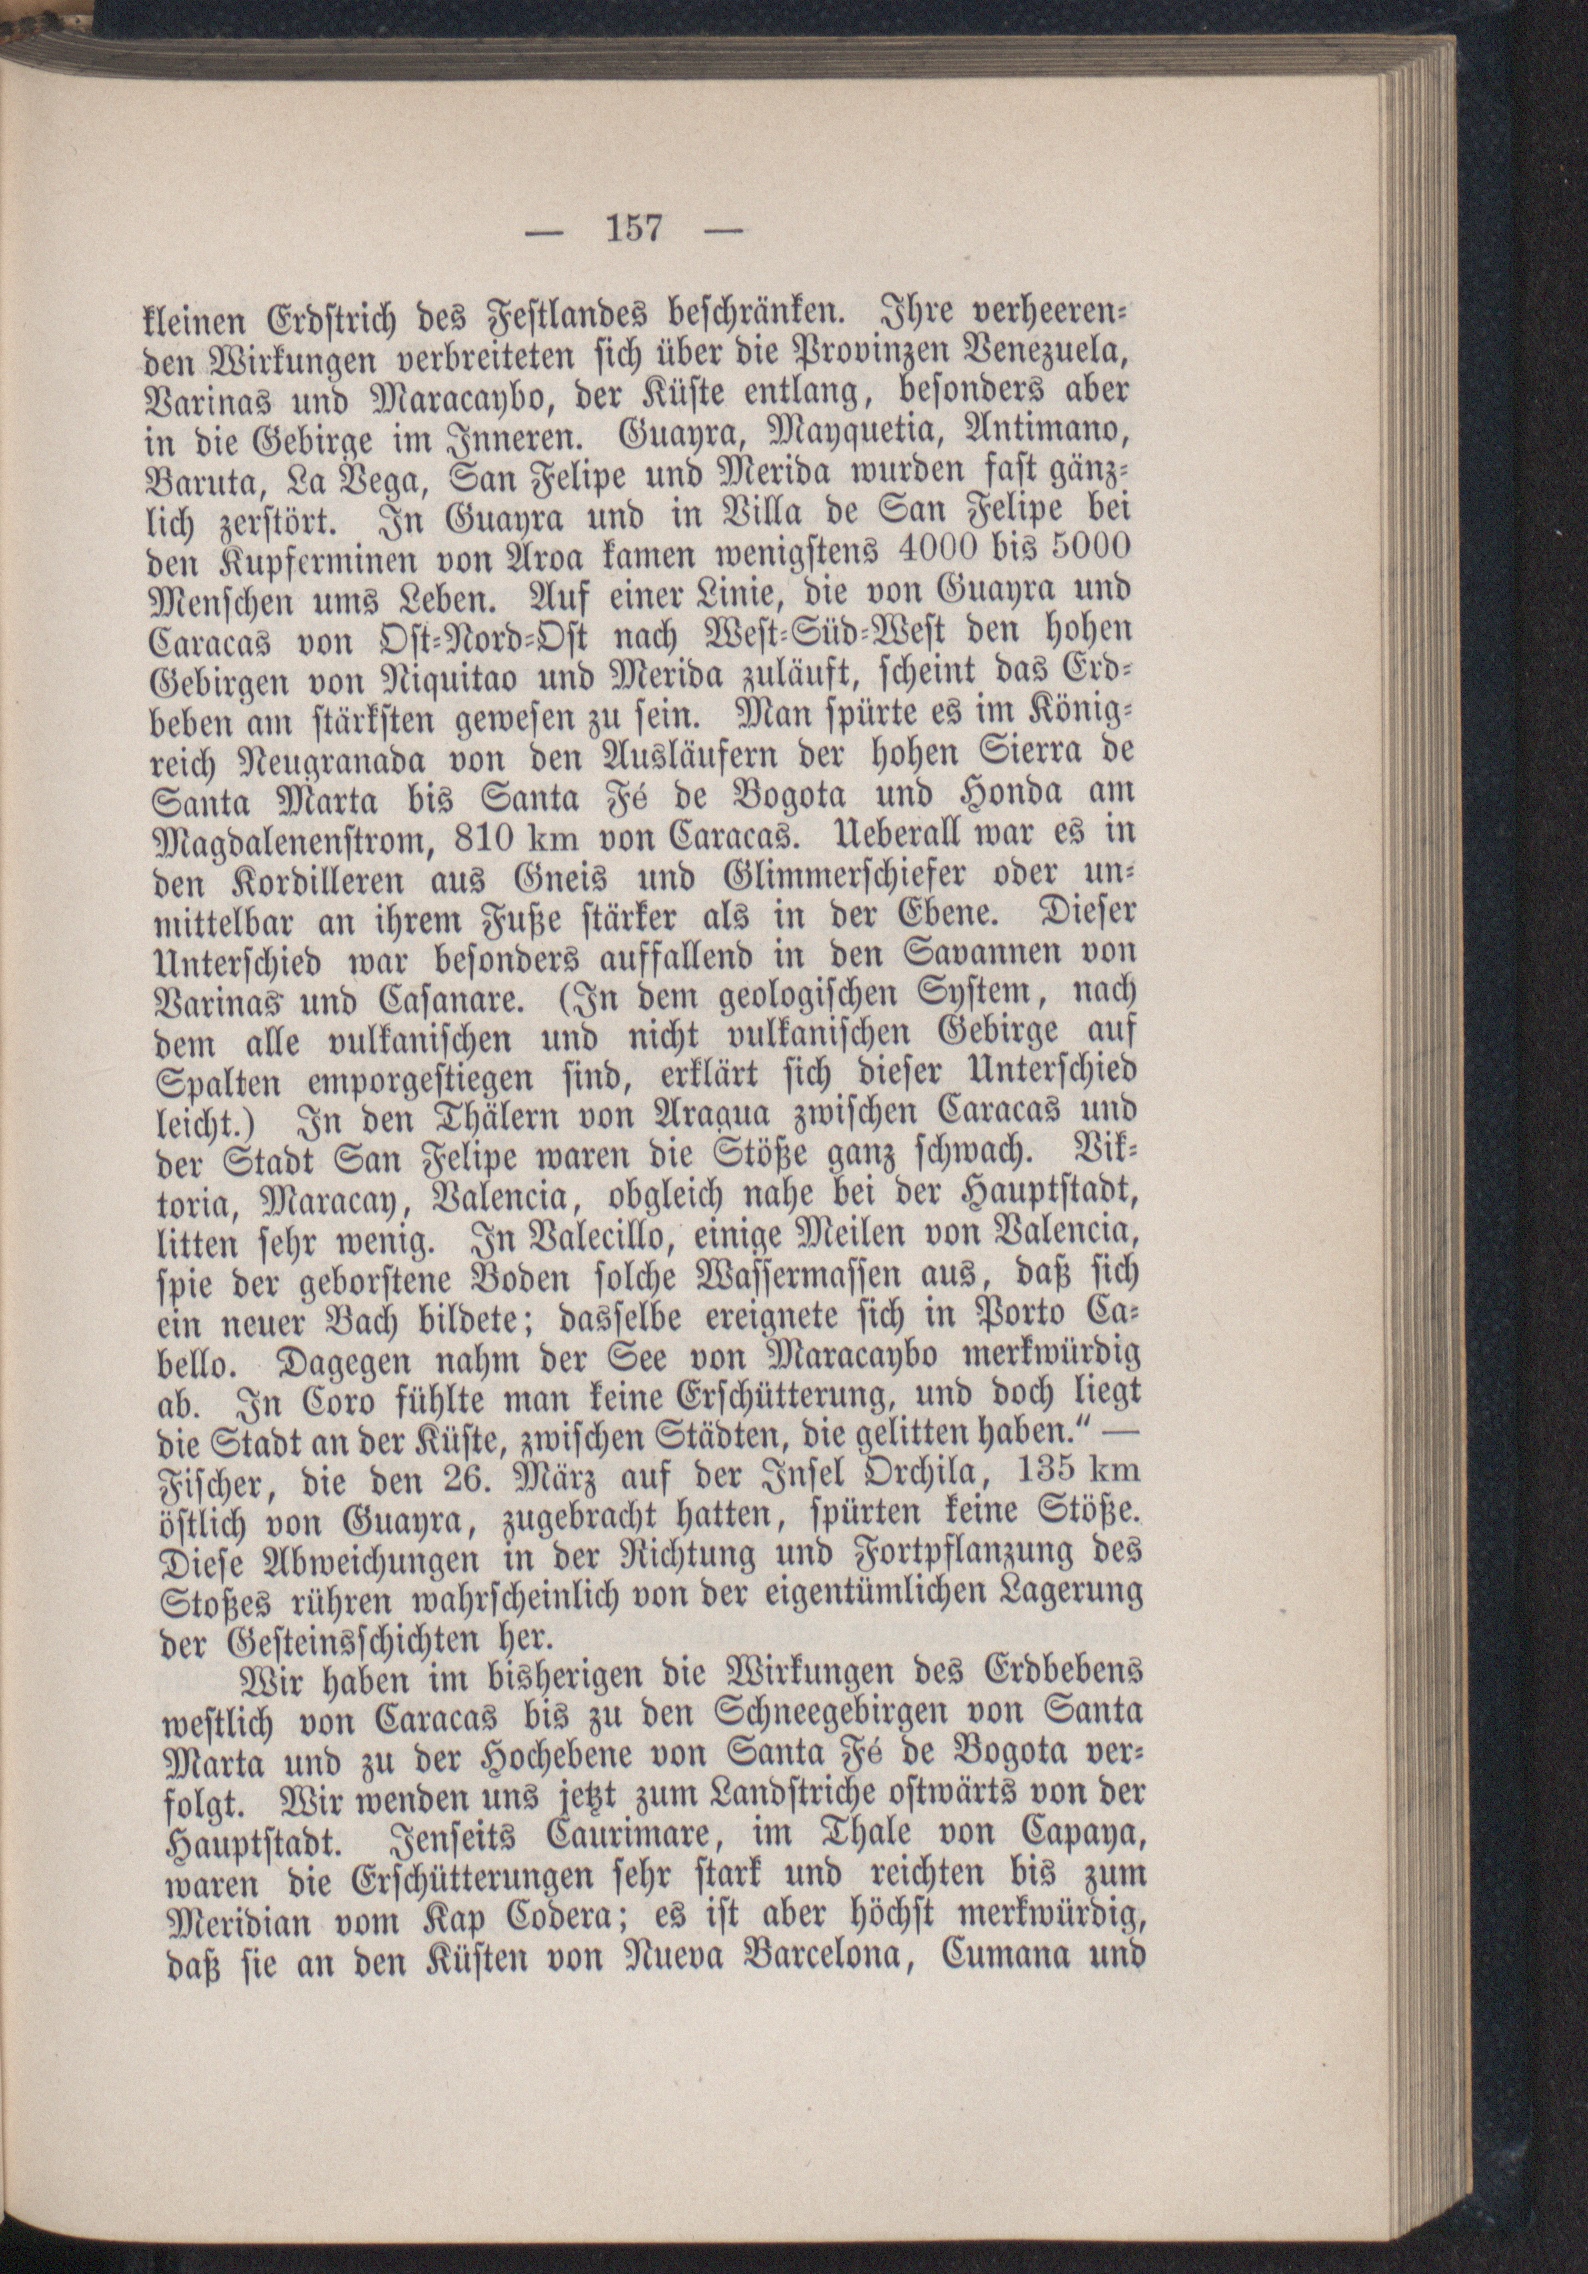 — 157 —
kleinen Erdstrich des Festlandes beschränken. Ihre verheeren-
den Wirkungen verbreiteten sich über die Provinzen Venezuela,
Varinas und Maracaybo, der Küste entlang, besonders aber
in die Gebirge im Inneren. Guayra, Mayquetia, Antimano,
Baruta, La Vega, San Felipe und Merida wurden fast gänz-
lich zerstört. In Guayra und in Villa de San Felipe bei
den Kupferminen von Aroa kamen wenigstens 4000 bis 5000
Menschen ums Leben. Auf einer Linie, die von Guayra und
Caracas von Ost-Nord-Ost nach West-Süd-West den hohen
Gebirgen von Niquitao und Merida zuläuft, scheint das Erd-
beben am stärksten gewesen zu sein. Man spürte es im König-
reich Neugranada von den Ausläufern der hohen Sierra de
Santa Marta bis Santa Fé de Bogota und Honda am
Magdalenenstrom, 810 km von Caracas. Ueberall war es in
den Kordilleren aus Gneis und Glimmerschiefer oder un-
mittelbar an ihrem Fuße stärker als in der Ebene. Dieser
Unterschied war besonders auffallend in den Savannen von
Varinas und Casanare. (In dem geologischen System, nach
dem alle vulkanischen und nicht vulkanischen Gebirge auf
Spalten emporgestiegen sind, erklärt sich dieser Unterschied
leicht.) In den Thälern von Aragua zwischen Caracas und
der Stadt San Felipe waren die Stöße ganz schwach. Vik-
toria, Maracay, Valencia, obgleich nahe bei der Hauptstadt,
litten sehr wenig. In Valecillo, einige Meilen von Valencia,
spie der geborstene Boden solche Wassermassen aus, daß sich
ein neuer Bach bildete; dasselbe ereignete sich in Porto Ca-
bello. Dagegen nahm der See von Maracaybo merkwürdig
ab. In Coro fühlte man keine Erschütterung, und doch liegt
die Stadt an der Küste, zwischen Städten, die gelitten haben.“ —
Fischer, die den 26. März auf der Insel Orchila, 135 km
östlich von Guayra, zugebracht hatten, spürten keine Stöße.
Diese Abweichungen in der Richtung und Fortpflanzung des
Stoßes rühren wahrscheinlich von der eigentümlichen Lagerung
der Gesteinsschichten her.
Wir haben im bisherigen die Wirkungen des Erdbebens
westlich von Caracas bis zu den Schneegebirgen von Santa
Marta und zu der Hochebene von Santa Fé de Bogota ver-
folgt. Wir wenden uns jetzt zum Landstriche ostwärts von der
Hauptstadt. Jenseits Caurimare, im Thale von Capaya,
waren die Erschütterungen sehr stark und reichten bis zum
Meridian vom Kap Codera; es ist aber höchst merkwürdig,
daß sie an den Küsten von Nueva Barcelona, Cumana und